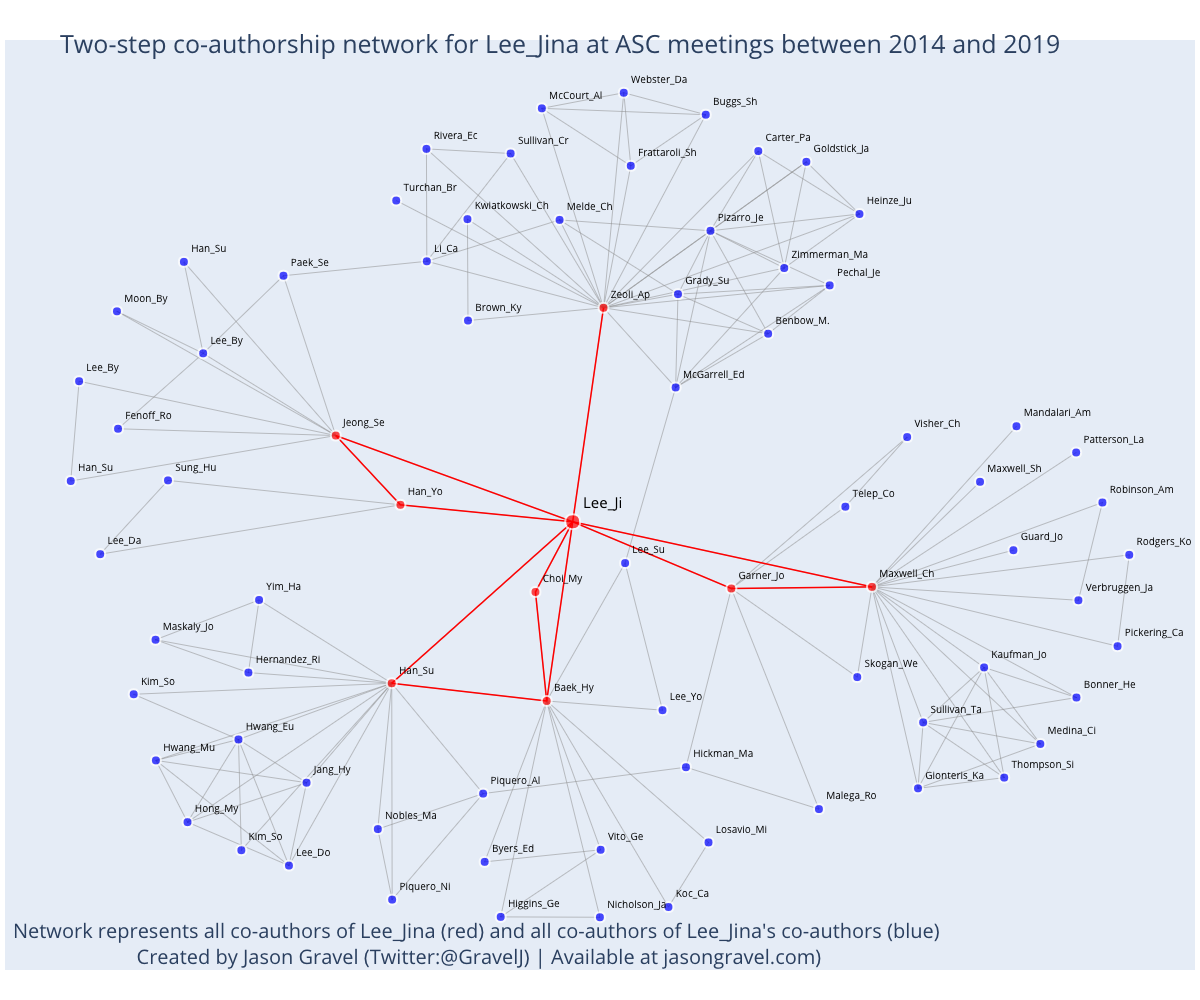 Two-step co-authorship network for Lee_Jina at ASC meetings between 2014 and 2019
Webster_Da
McCourt_Al
Buggs_Sh
Rivera_Ec
Sullivan_Cr
Carter_Pa
Goldstick_Ja
Frattaroli_Sh
Turchan_Br
Kwiatkowski_Ch
Melde_Ch
Heinze_Ju
Pizarro_Je
Han_Su
Paek_Se
Li_Ca
Zimmerman_Ma
Pechal_Je
Grady_Su
Moon_By
Zeoli_Ap
Brown_Ky
Benbow_M.
Lee_By
Lee_By
McGarrell_Ed
Fenoff_Ro
Jeong_Se
Visher_Ch
Mandalari_Am
Patterson_La
Han_Su
Sung_Hu
Maxwell_Sh
Han_Yo
Telep_Co
Robinson_Am
Lee_Ji
Lee_Da
Lee_Su
Guard_Jo
Rodgers_Ko
Choi_My
Garner_Jo
Maxwell_Ch
Yim_Ha
Verbruggen_Ja
Maskaly_Jo
Pickering_Ca
Hernandez_Ri
Han_Su
Skogan_We
Kaufman_Jo
Kim_So
Baek_Hy
Lee_Yo
Bonner_He
Hwang_Eu
Sullivan_Ta
Hwang_Mu
Medina_Ci
Jang_Hy
Hickman_Ma
Piquero_Al
Gionteris_Ka
Thompson_Si
Hong_My
Nobles_Ma
Malega_Ro
Kim_So
Lee_Do
Byers_Ed
Vito_Ge
Losavio_Mi
Piquero_Ni
Higgins_Ge
Nicholson_Ja
Koc_Ca
Network represents all co-authors of Lee_Jina (red) and all co-authors of Lee_Jina's co-authors (blue)
Created by Jason Gravel (Twitter:@GravelJ) | Available at jasongravel.com)